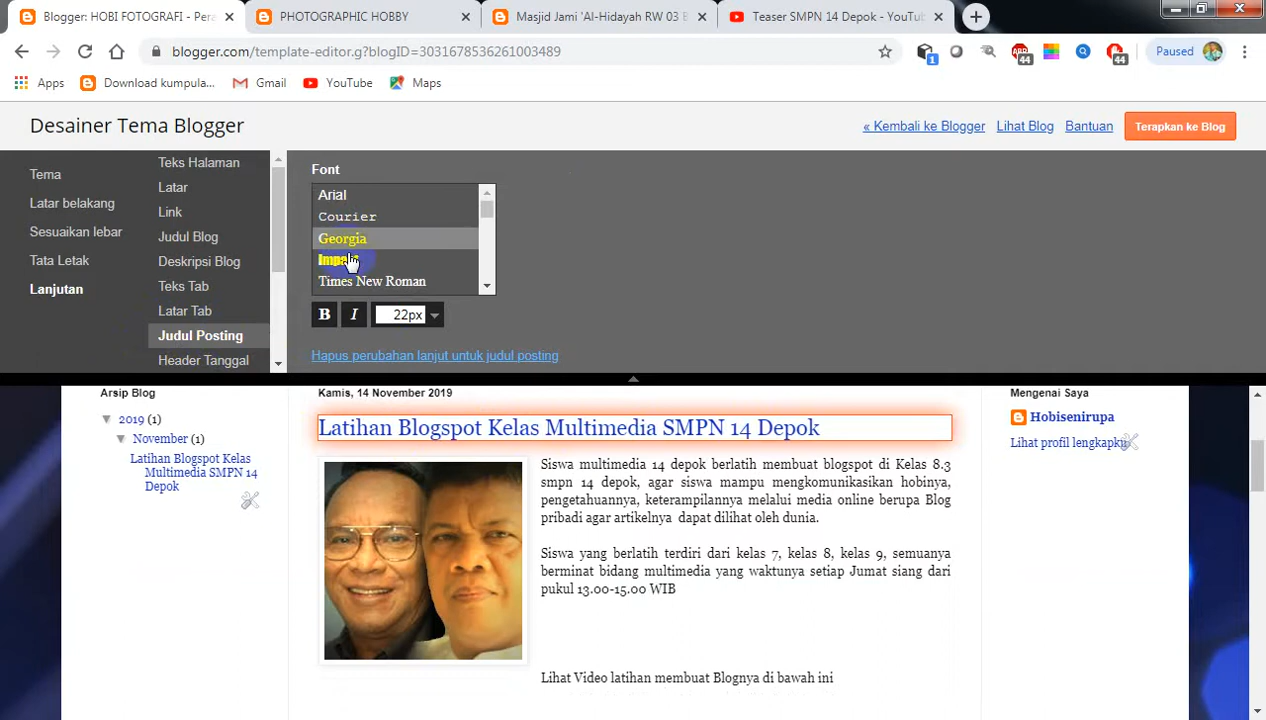 Blogger: HOBI FOTOGRAFI - Pera
PHOTOGRAPHIC HOBBY
Masjid Jami 'Al-Hidayah RW 03 B
Teaser SMPN 14 Depok - YouTub
blogger.com/template-editor.g?blogID=3031678536261003489
1
ABP
44
44
Paused
Apps
Download kumpula...
Gmail
YouTube
Maps
Desainer Tema Blogger
« Kembali ke Blogger
Lihat Blog
Bantuan
Terapkan ke Blog
Tema
Latar belakang
Sesuaikan lebar
Tata Letak
Lanjutan
Teks Halaman
Latar
Link
Judul Blog
Deskripsi Blog
Teks Tab
Latar Tab
Judul Posting
Header Tanggal
Font
Arial
Courier
Georgia
Impact
Times New Roman
B
I
22px
Hapus perubahan lanjut untuk judul posting
Arsip Blog
▼ 2019 (1)
▼ November (1)
Latihan Blogspot Kelas
Multimedia SMPN 14
Depok
Kamis, 14 November 2019
Latihan Blogspot Kelas Multimedia SMPN 14 Depok
Siswa multimedia 14 depok berlatih membuat blogspot di Kelas 8.3
smpn 14 depok, agar siswa mampu mengkomunikasikan hobinya,
pengetahuannya, keterampilannya melalui media online berupa Blog
pribadi agar artikelnya dapat dilihat oleh dunia.
Siswa yang berlatih terdiri dari kelas 7, kelas 8, kelas 9, semuanya
berminat bidang multimedia yang waktunya setiap Jumat siang dari
pukul 13.00-15.00 WIB
Lihat Video latihan membuat Blognya di bawah ini
Mengenai Saya
Hobisenirupa
Lihat profil lengkapku